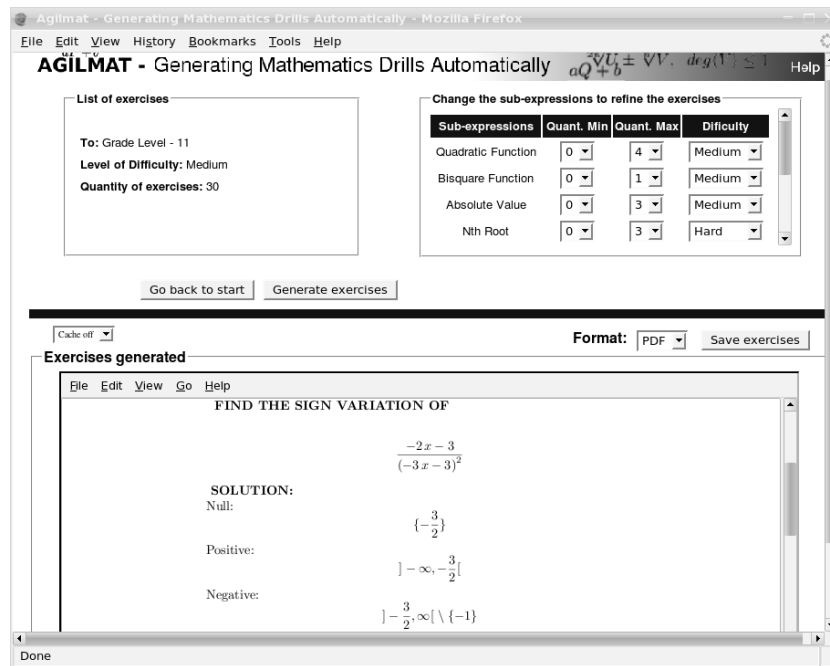 Agilmat - Generating Mathematics Drills Automatically - Mozilla Firefox
File Edit View History Bookmarks Tools Help
AGILMAT - Generating Mathematics Drills Automatically Help
List of exercises
To: Grade Level - 11
Level of Difficulty: Medium
Quantity of exercises: 30
Change the sub-expressions to refine the exercises
Sub-expressions Quant. Min Quant. Max Dificulty
Quadratic Function 0 4 Medium
Bisquare Function 0 1 Medium
Absolute Value 0 3 Medium
Nth Root 0 3 Hard
Go back to start Generate exercises
Cache off Format: PDF Save exercises
Exercises generated
File Edit View Go Help
FIND THE SIGN VARIATION OF
−2x − 3
(−3x − 3)²
SOLUTION:
Null:
{−3/2}
Positive:
] − ∞, −3/2[
Negative:
] − 3/2, ∞[ \ {−1}
Done